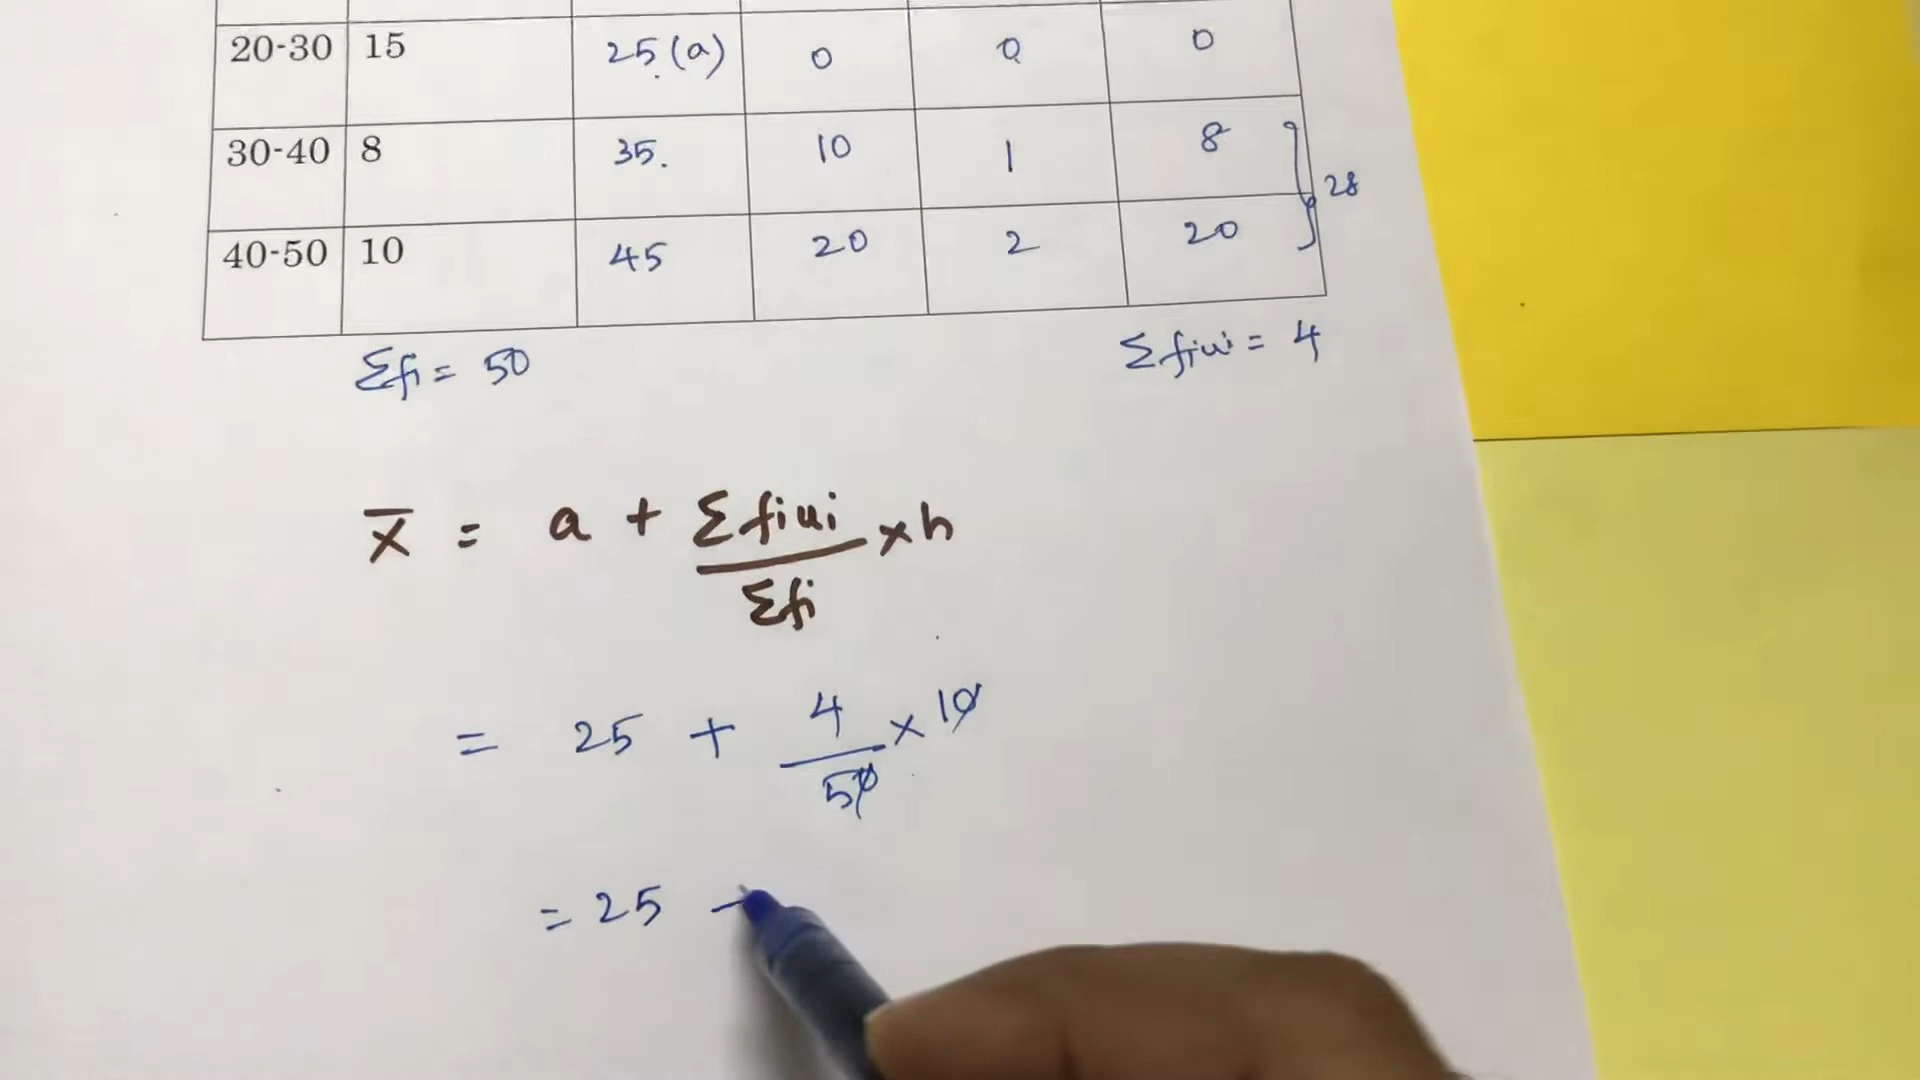 20-30 15 25 (a) 0 0 0
30-40 8 35. 10 1 8
28
40-50 10 45 20 2 20
Σfi = 50 Σfiui = 4
x̄ = a + Σfiui / Σfi × h
= 25 + 4 / 50 × 10
= 25